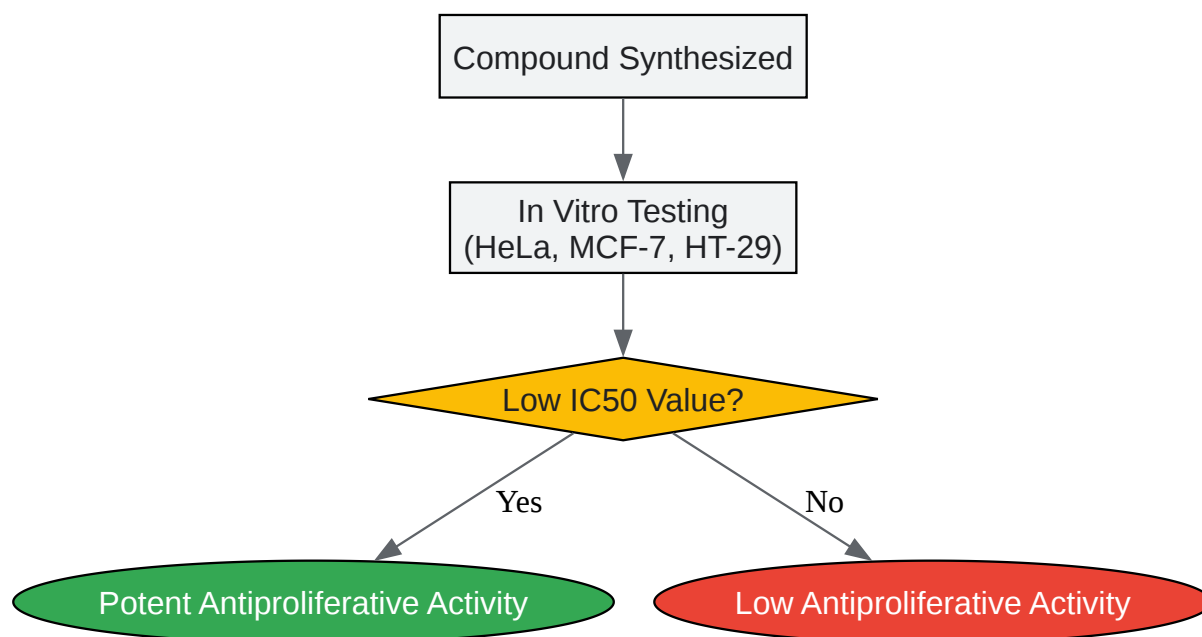 Compound Synthesized
In Vitro Testing
(HeLa, MCF-7, HT-29)
Low IC50 Value?
Yes
No
Potent Antiproliferative Activity
Low Antiproliferative Activity